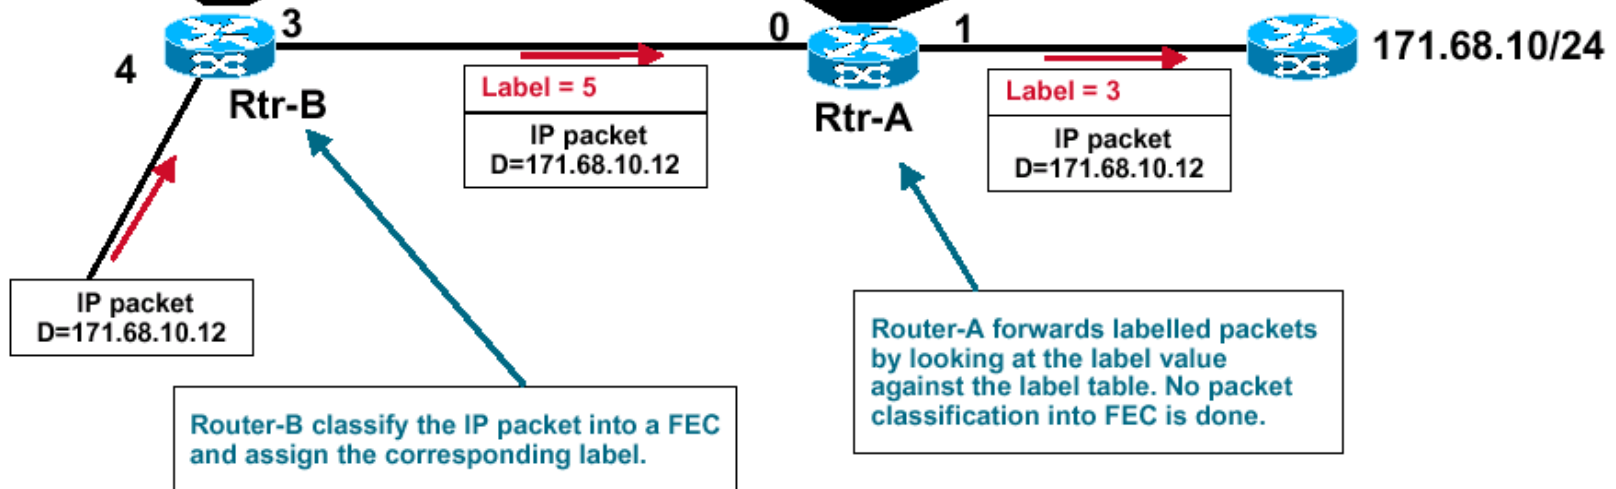 3
0
1
171.68.10/24
4
Rtr-B
Label = 5
IP packet
D=171.68.10.12
Rtr-A
Label = 3
IP packet
D=171.68.10.12
IP packet
D=171.68.10.12
Router-B classify the IP packet into a FEC
and assign the corresponding label.
Router-A forwards labelled packets
by looking at the label value
against the label table. No packet
classification into FEC is done.